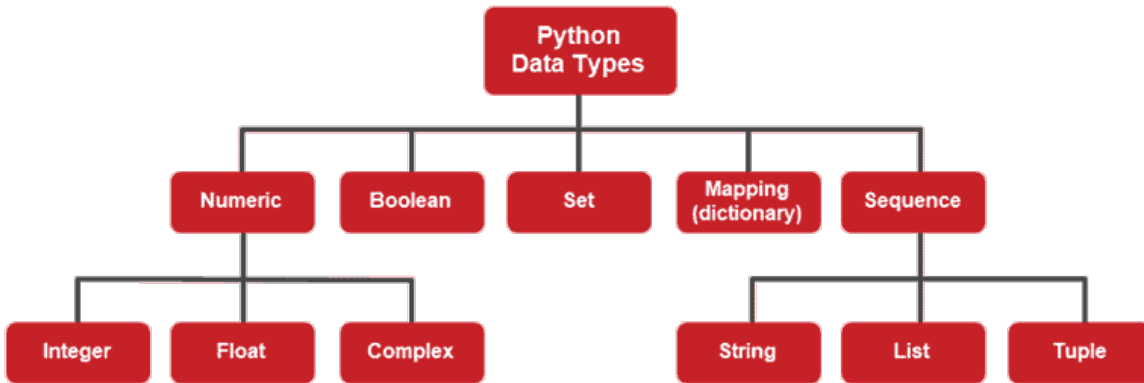 Python
Data Types
Numeric
Boolean
Set
Mapping
(dictionary)
Sequence
Integer
Float
Complex
String
List
Tuple